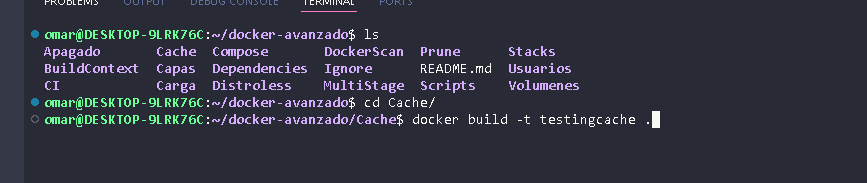 PROBLEMS OUTPUT DEBUG CONSOLE TERMINAL PORTS
omar@DESKTOP-9LRK76C:~/docker-avanzado$ ls
Apagado Cache Compose DockerScan Prune Stacks
BuildContext Capas Dependencies Ignore README.md Usuarios
CI Carga Distroless MultiStage Scripts Volumenes
omar@DESKTOP-9LRK76C:~/docker-avanzado$ cd Cache/
omar@DESKTOP-9LRK76C:~/docker-avanzado/Cache$ docker build -t testingcache .